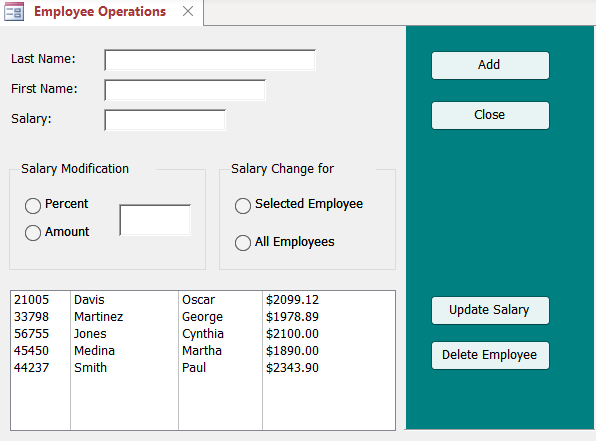 Employee Operations
Last Name:
First Name:
Salary:
Add
Close
Salary Modification
Percent
Amount
Salary Change for
Selected Employee
All Employees
21005 Davis Oscar $2099.12
33798 Martinez George $1978.89
56755 Jones Cynthia $2100.00
45450 Medina Martha $1890.00
44237 Smith Paul $2343.90
Update Salary
Delete Employee